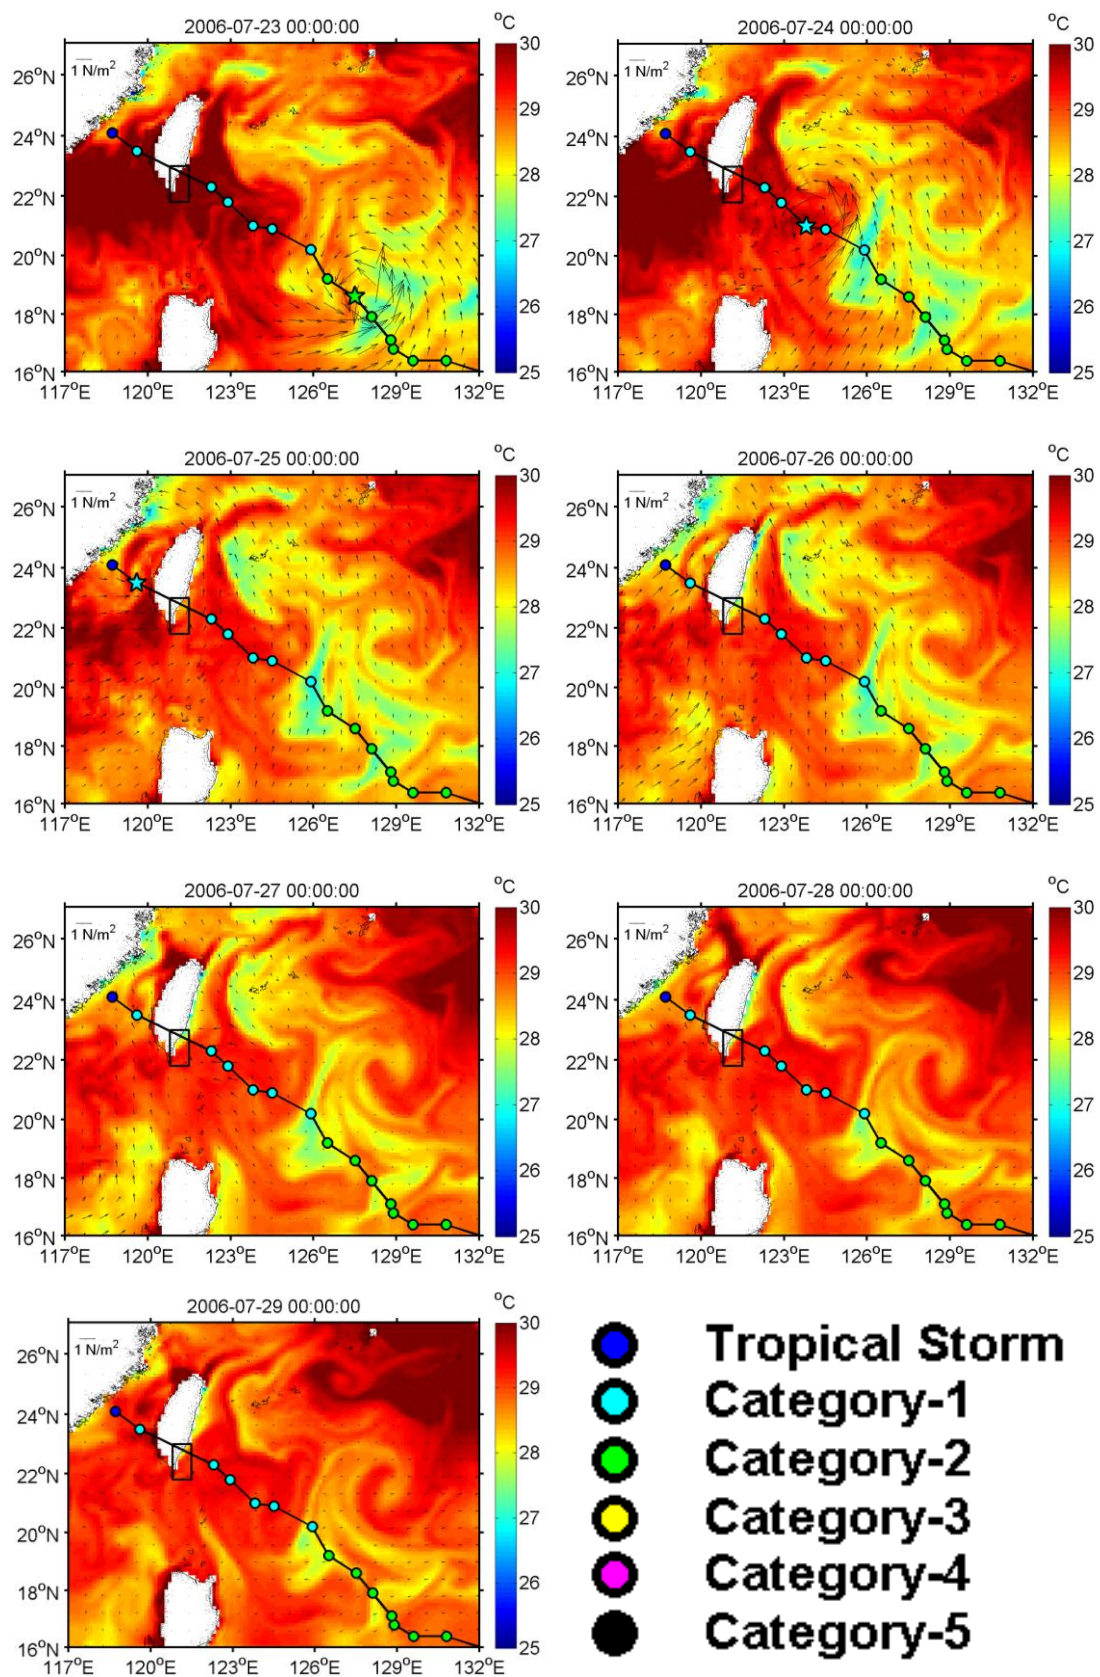 2006-07-23 00:00:00
°C
1 N/m²
26°N
24°N
22°N
20°N
18°N
16°N
117°E 120°E 123°E 126°E 129°E 132°E
30
29
28
27
26
25
2006-07-24 00:00:00
°C
1 N/m²
26°N
24°N
22°N
20°N
18°N
16°N
117°E 120°E 123°E 126°E 129°E 132°E
30
29
28
27
26
25
2006-07-25 00:00:00
°C
1 N/m²
26°N
24°N
22°N
20°N
18°N
16°N
117°E 120°E 123°E 126°E 129°E 132°E
30
29
28
27
26
25
2006-07-26 00:00:00
°C
1 N/m²
26°N
24°N
22°N
20°N
18°N
16°N
117°E 120°E 123°E 126°E 129°E 132°E
30
29
28
27
26
25
2006-07-27 00:00:00
°C
1 N/m²
26°N
24°N
22°N
20°N
18°N
16°N
117°E 120°E 123°E 126°E 129°E 132°E
30
29
28
27
26
25
2006-07-28 00:00:00
°C
1 N/m²
26°N
24°N
22°N
20°N
18°N
16°N
117°E 120°E 123°E 126°E 129°E 132°E
30
29
28
27
26
25
2006-07-29 00:00:00
°C
1 N/m²
26°N
24°N
22°N
20°N
18°N
16°N
117°E 120°E 123°E 126°E 129°E 132°E
30
29
28
27
26
25
Tropical Storm
Category-1
Category-2
Category-3
Category-4
Category-5